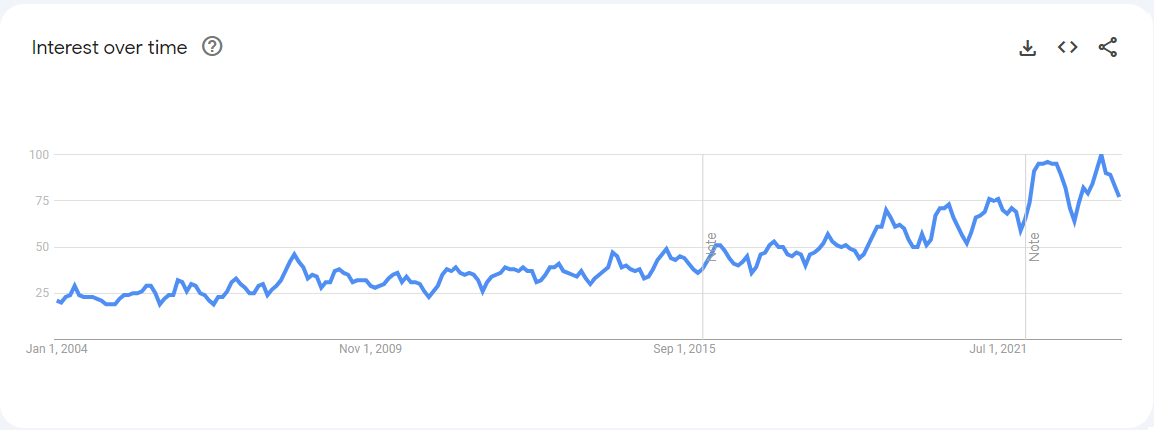 Interest over time
100
75
50
25
Note
Note
Jan 1, 2004
Nov 1, 2009
Sep 1, 2015
Jul 1, 2021